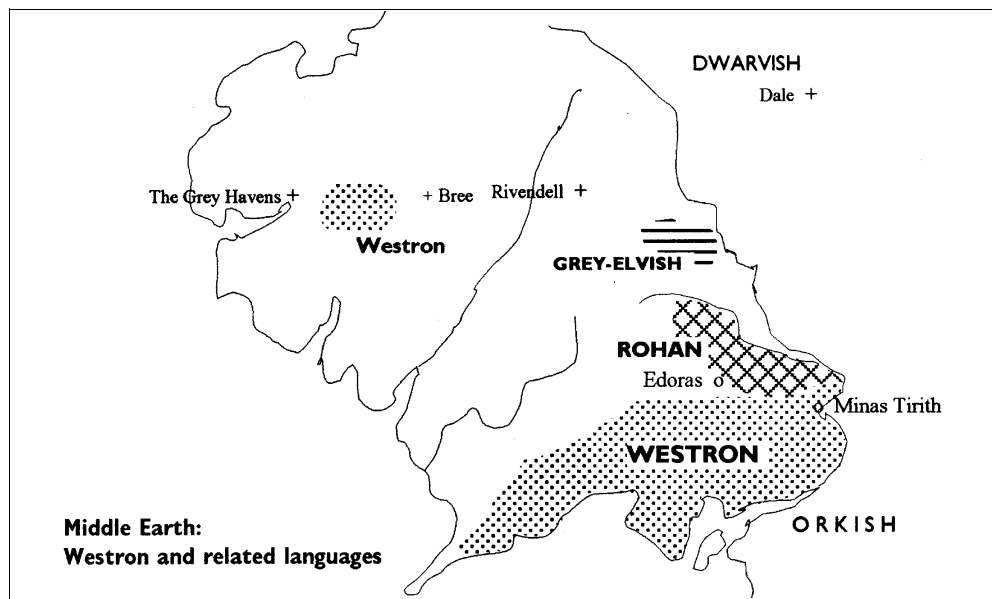 DWARVISH
Dale +
The Grey Havens +
+ Bree
Rivendell +
Westron
GREY-ELVISH
ROHAN
Edoras o
Minas Tirith
WESTRON
ORKISH
Middle Earth:
Westron and related languages